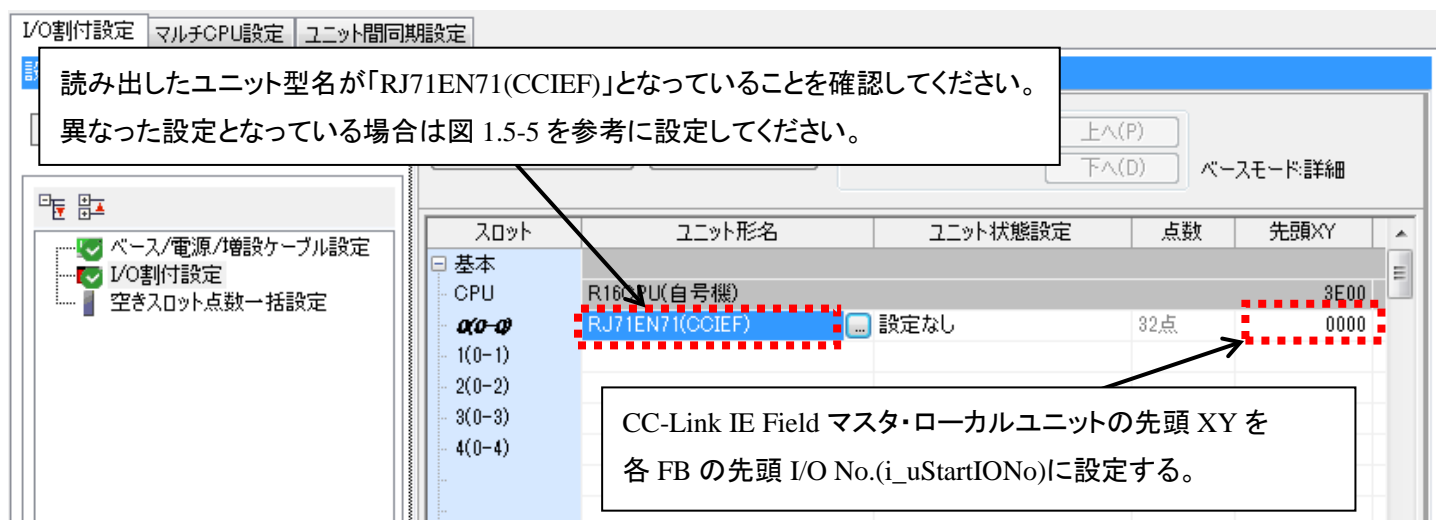 I/O割付設定 マルチCPU設定 ユニット間同期設定
読み出したユニット型名が「RJ71EN71(CCIEF)」となっていることを確認してください。
異なった設定となっている場合は図 1.5-5 を参考に設定してください。
上へ(P)
下へ(D)
ベースモード:詳細
ベース/電源/増設ケーブル設定
I/O割付設定
空きスロット点数一括設定
スロット ユニット形名 ユニット状態設定 点数 先頭XY
基本
CPU R16CPU(自号機) 3E00
0(0-0) RJ71EN71(CCIEF) ... 設定なし 32点 0000
1(0-1)
2(0-2)
3(0-3)
4(0-4)
CC-Link IE Field マスタ・ローカルユニットの先頭 XY を
各 FB の先頭 I/O No.(i_uStartIONo)に設定する。